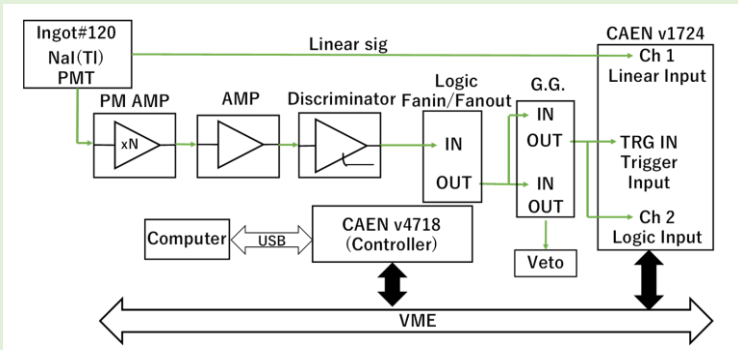 Ingot#120
NaI(Tl)
PMT
Linear sig
CAEN v1724
Ch 1
Linear Input
PM AMP
AMP
Discriminator
Logic
Fanin/Fanout
G.G.
xN
IN
OUT
IN
OUT
IN
OUT
TRG IN
Trigger
Input
Ch 2
Logic Input
Computer
USB
CAEN v4718
(Controller)
Veto
VME